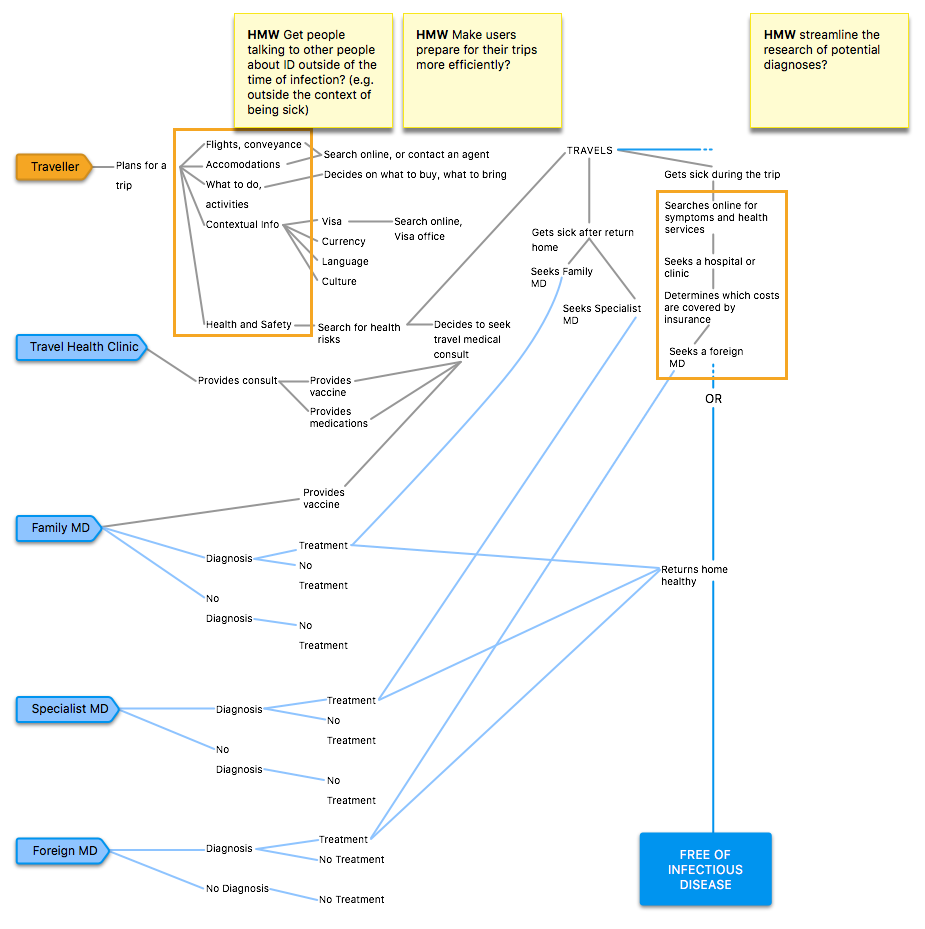 HMW Get people
talking to other people
about ID outside of the
time of infection? (e.g.
outside the context of
being sick)
HMW Make users
prepare for their trips
more efficiently?
HMW streamline the
research of potential
diagnoses?
Traveller
Plans for a
trip
Flights, conveyance
Accomodations
What to do,
activities
Contextual Info
Health and Safety
Search online, or contact an agent
Decides on what to buy, what to bring
Visa
Currency
Language
Culture
Search online,
Visa office
Search for health
risks
Decides to seek
travel medical
consult
TRAVELS
Gets sick after return
home
Seeks Family
MD
Seeks Specialist
MD
Gets sick during the trip
Searches online for
symptoms and health
services
Seeks a hospital or
clinic
Determines which costs
are covered by
insurance
Seeks a foreign
MD
OR
Travel Health Clinic
Provides consult
Provides
vaccine
Provides
medications
Family MD
Provides
vaccine
Diagnosis
Treatment
No
Treatment
No
Diagnosis
No
Treatment
Returns home
healthy
Specialist MD
Diagnosis
Treatment
No
Treatment
No
Diagnosis
No
Treatment
Foreign MD
Diagnosis
Treatment
No Treatment
No Diagnosis
No Treatment
FREE OF
INFECTIOUS
DISEASE